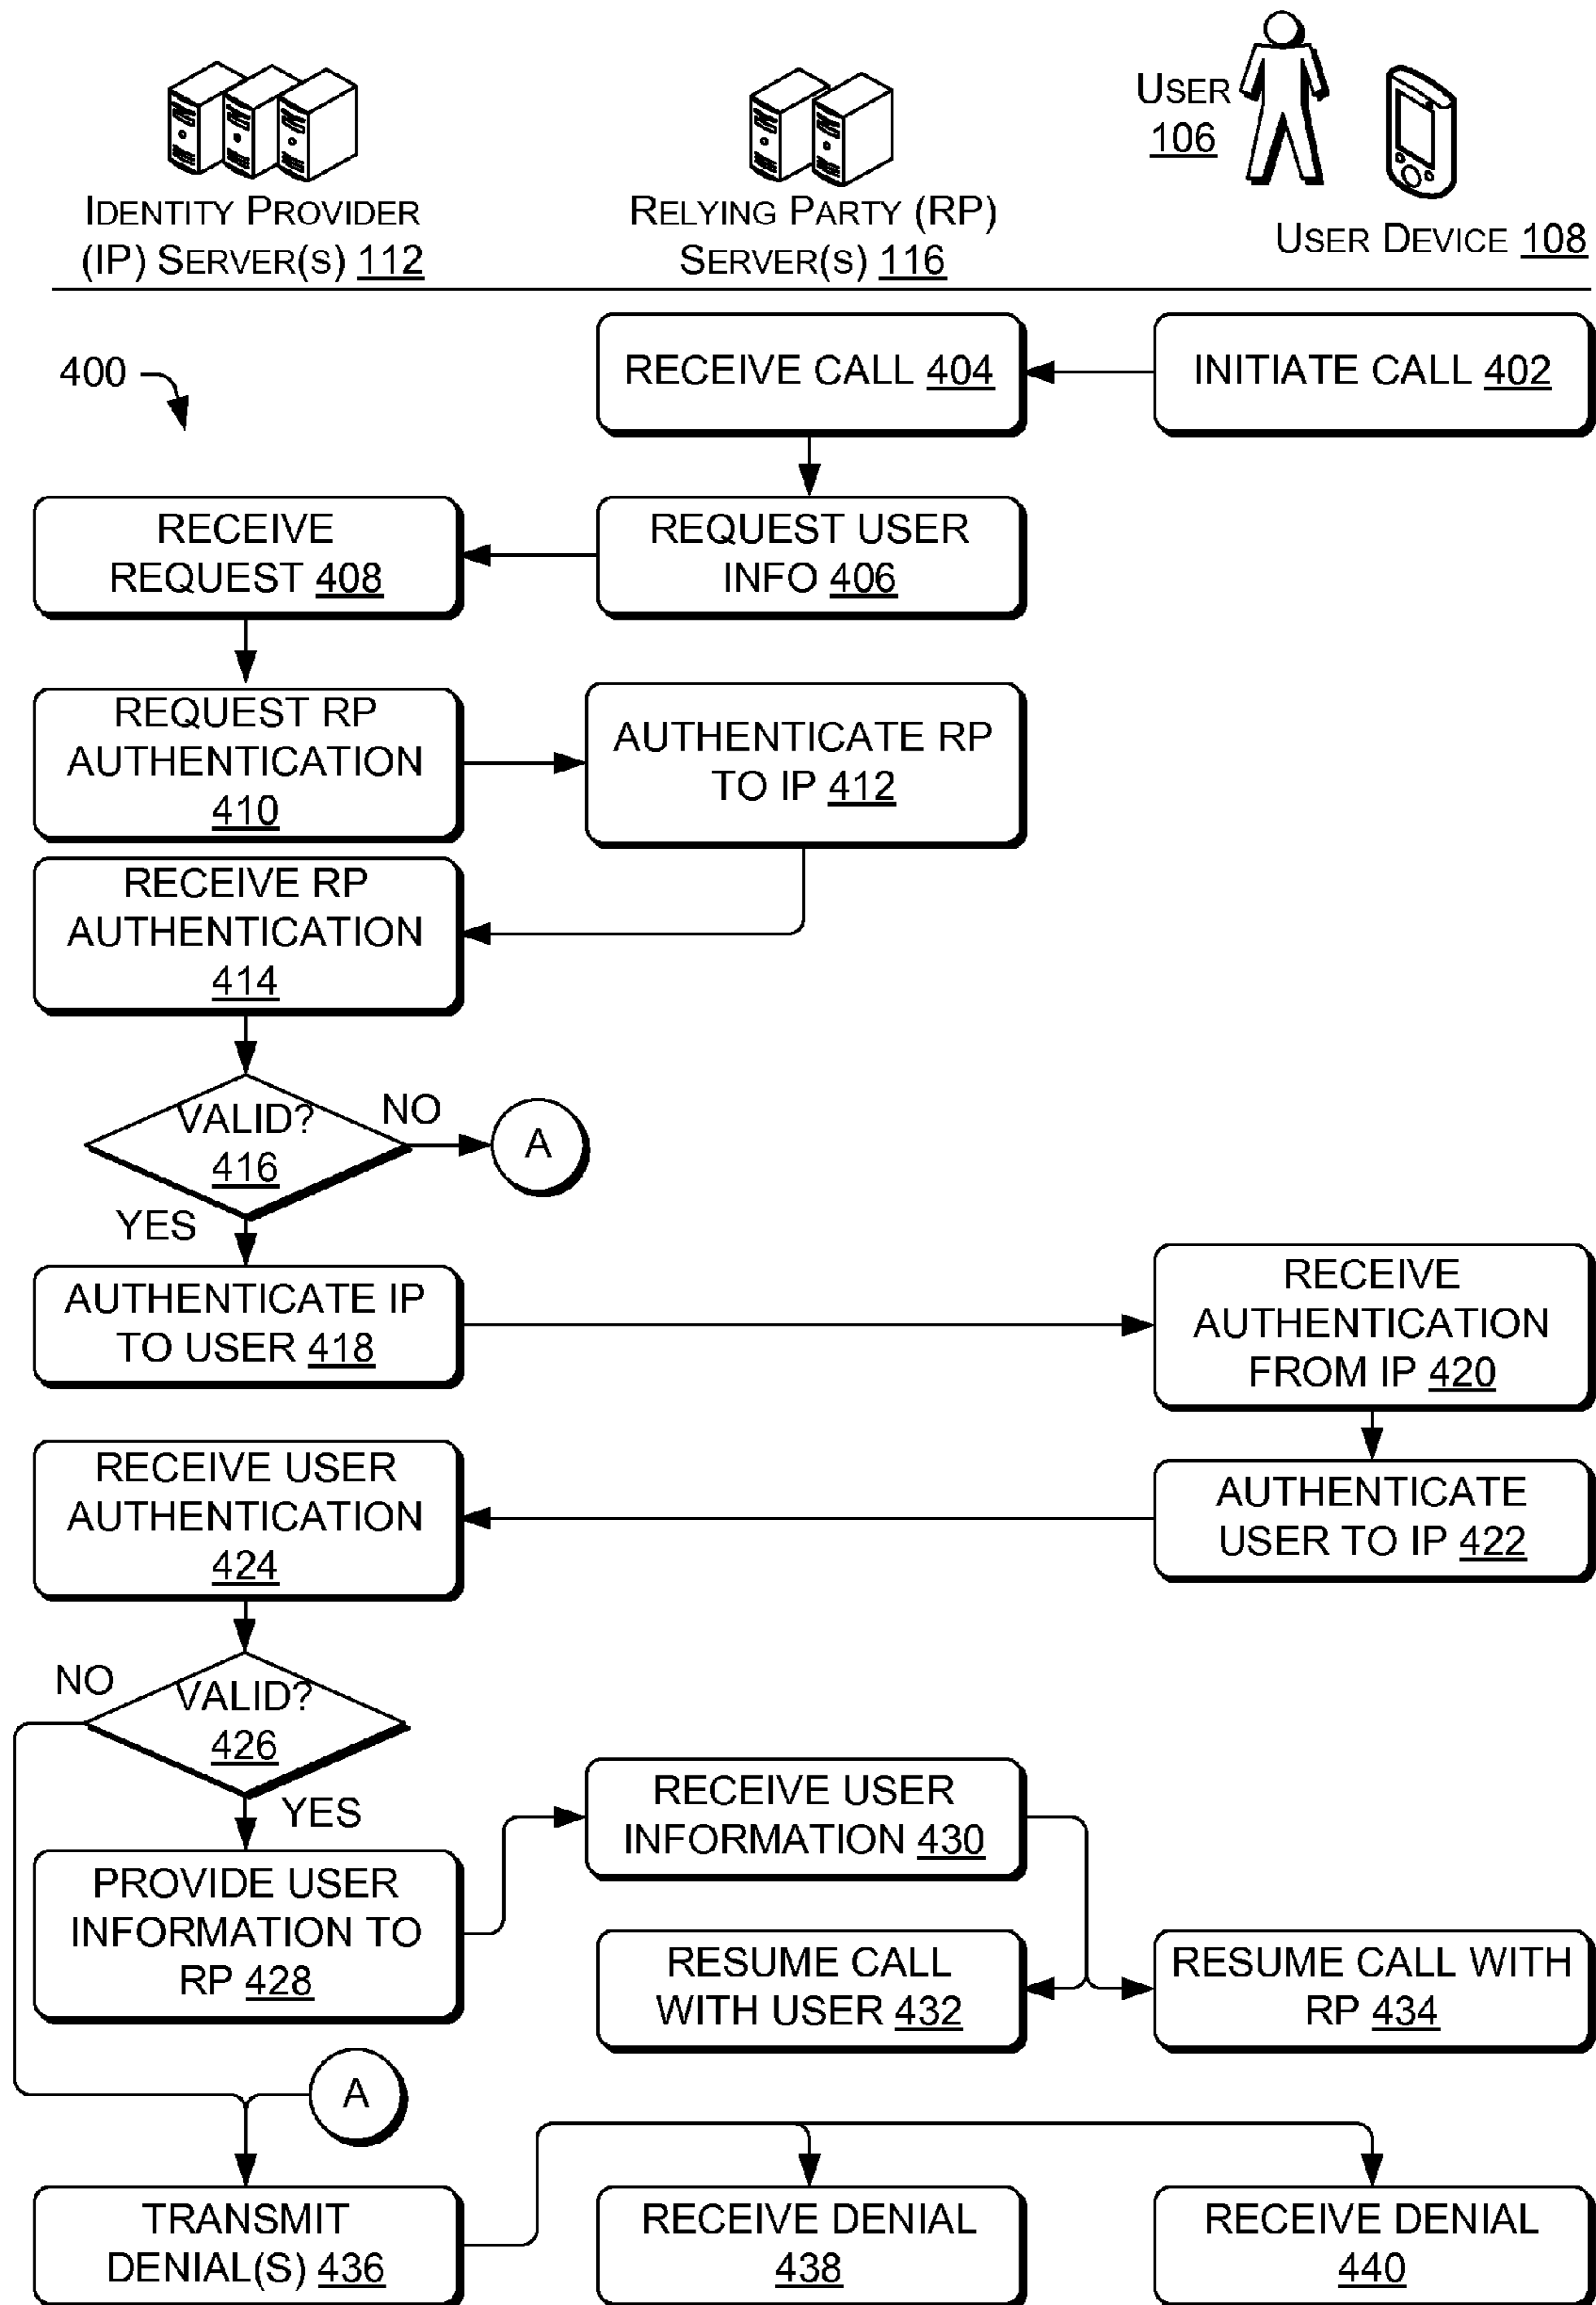 USER
106
IDENTITY PROVIDER
(IP) SERVER(S) 112
RELYING PARTY (RP)
SERVER(S) 116
USER DEVICE 108
400
RECEIVE CALL 404
INITIATE CALL 402
RECEIVE
REQUEST 408
REQUEST USER
INFO 406
REQUEST RP
AUTHENTICATION
410
AUTHENTICATE RP
TO IP 412
RECEIVE RP
AUTHENTICATION
414
VALID?
416
NO
A
YES
AUTHENTICATE IP
TO USER 418
RECEIVE
AUTHENTICATION
FROM IP 420
RECEIVE USER
AUTHENTICATION
424
AUTHENTICATE
USER TO IP 422
NO
VALID?
426
YES
RECEIVE USER
INFORMATION 430
PROVIDE USER
INFORMATION TO
RP 428
RESUME CALL
WITH USER 432
RESUME CALL WITH
RP 434
A
TRANSMIT
DENIAL(S) 436
RECEIVE DENIAL
438
RECEIVE DENIAL
440